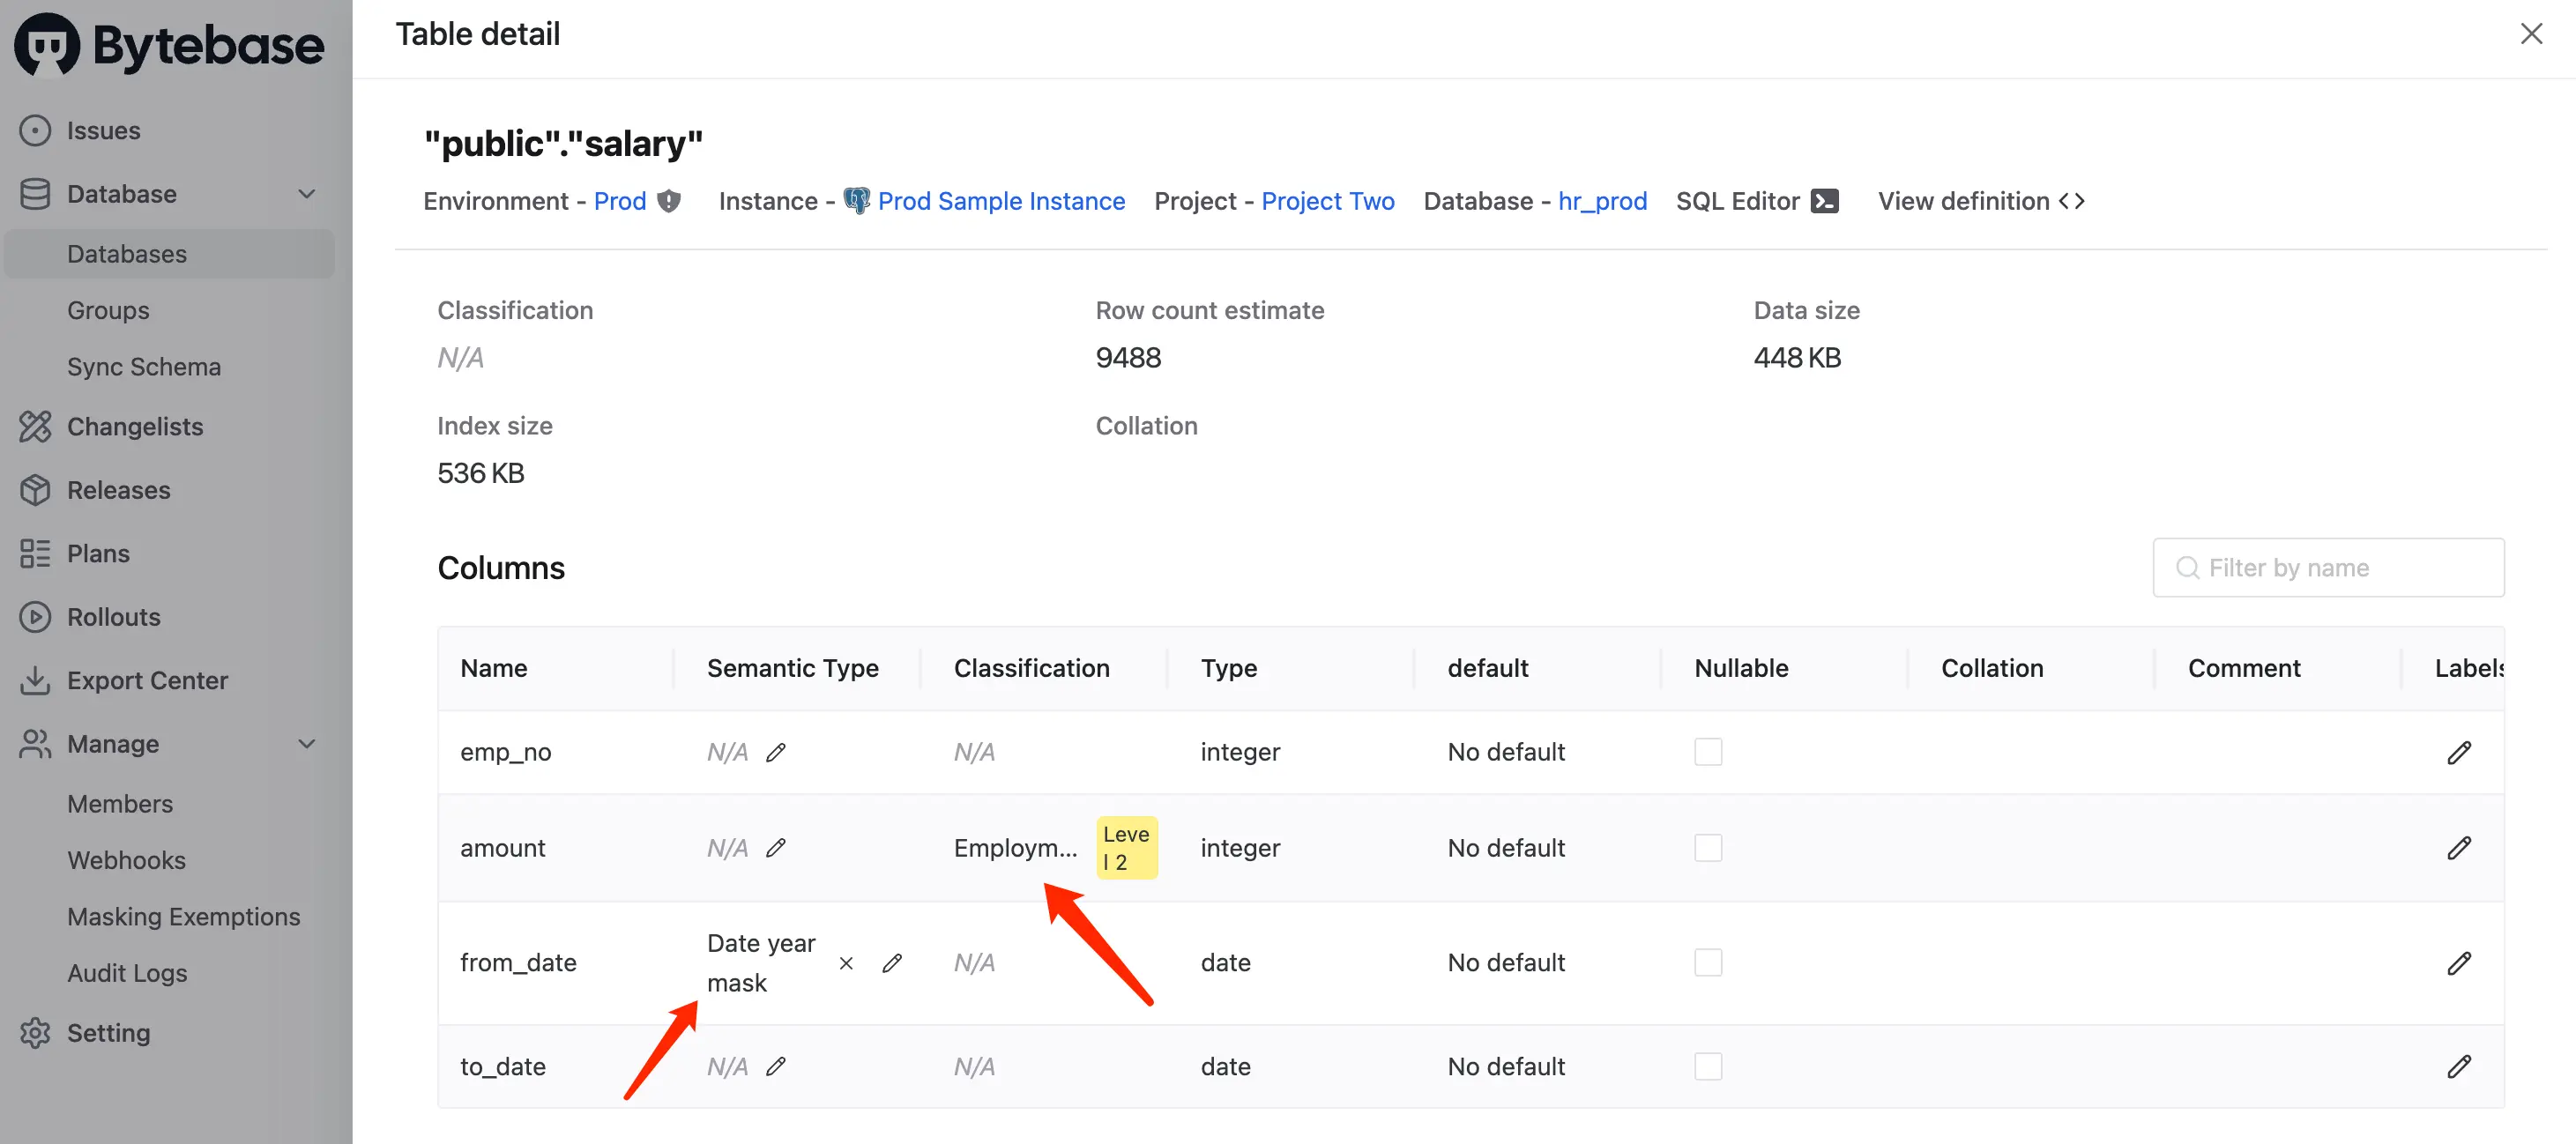 Bytebase
Issues
Database
Databases
Groups
Sync Schema
Changelists
Releases
Plans
Rollouts
Export Center
Manage
Members
Webhooks
Masking Exemptions
Audit Logs
Setting
Table detail
"public"."salary"
Environment - Prod Instance - Prod Sample Instance Project - Project Two Database - hr_prod SQL Editor View definition
Classification Row count estimate Data size
N/A 9488 448 KB
Index size Collation
536 KB
Columns
Filter by name
Name Semantic Type Classification Type default Nullable Collation Comment Labels
emp_no N/A N/A integer No default
amount N/A Employm... Leve
l 2 integer No default
from_date Date year
mask N/A date No default
to_date N/A N/A date No default